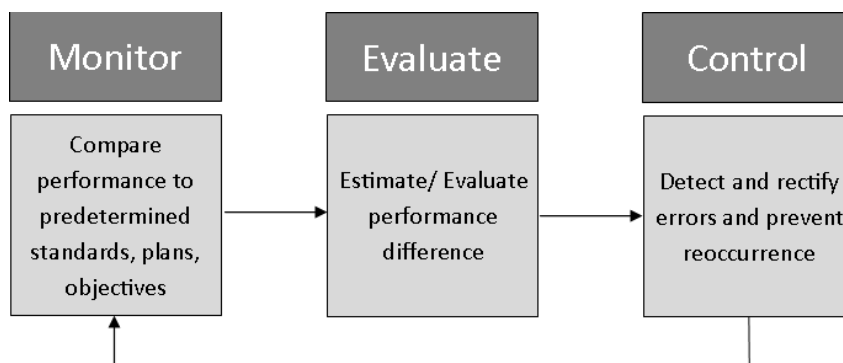 Monitor
Evaluate
Control
Compare
performance to
predetermined
standards, plans,
objectives
Estimate/ Evaluate
performance
difference
Detect and rectify
errors and prevent
reoccurrence